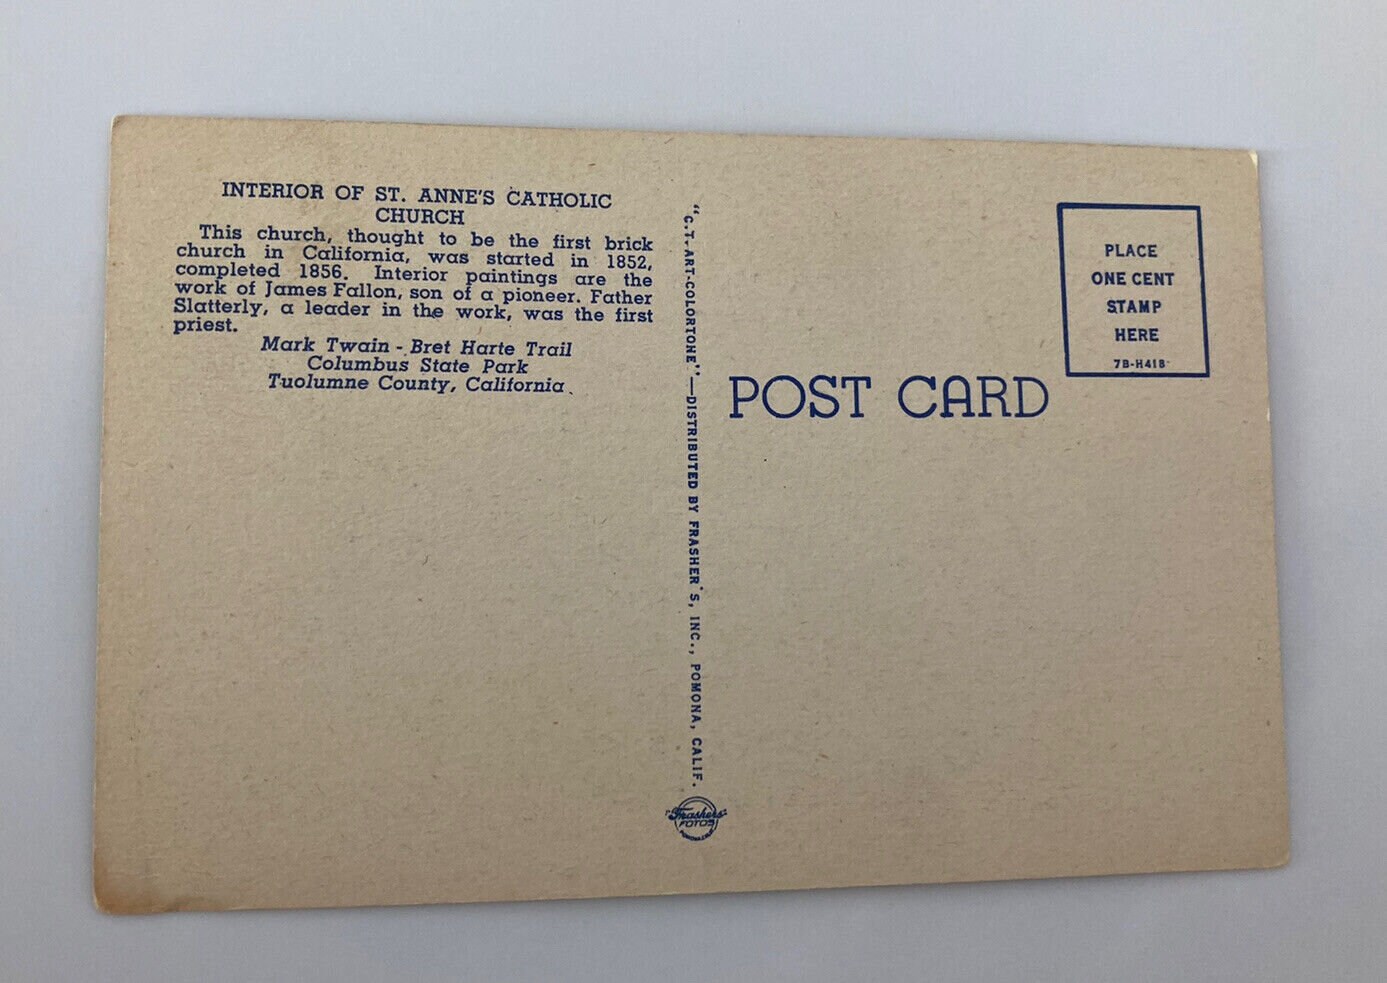 INTERIOR OF ST. ANNE'S CATHOLIC
CHURCH
This church, thought to be the first brick
church in California, was started in 1852,
completed 1856. Interior paintings are the
work of James Fallon, son of a pioneer. Father
Slatterly, a leader in the work, was the first
priest.
Mark Twain - Bret Harte Trail
Columbus State Park
Tuolumne County, California
"C.T. ART-COLORTONE"—DISTRIBUTED BY FRASHER'S, INC., POMONA, CALIF.
Frashers'
FOTOS
POMONA, CALIF.
POST CARD
PLACE
ONE CENT
STAMP
HERE
7B-H418